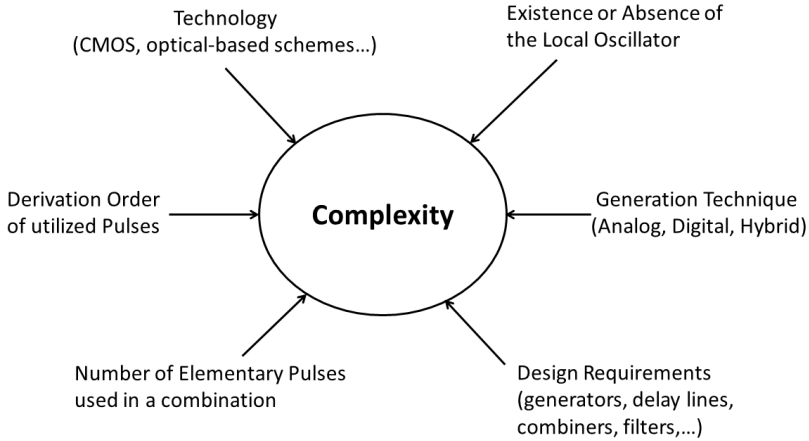 Technology
(CMOS, optical-based schemes...)
Existence or Absence of
the Local Oscillator
Derivation Order
of utilized Pulses
Complexity
Generation Technique
(Analog, Digital, Hybrid)
Number of Elementary Pulses
used in a combination
Design Requirements
(generators, delay lines,
combiners, filters,...)